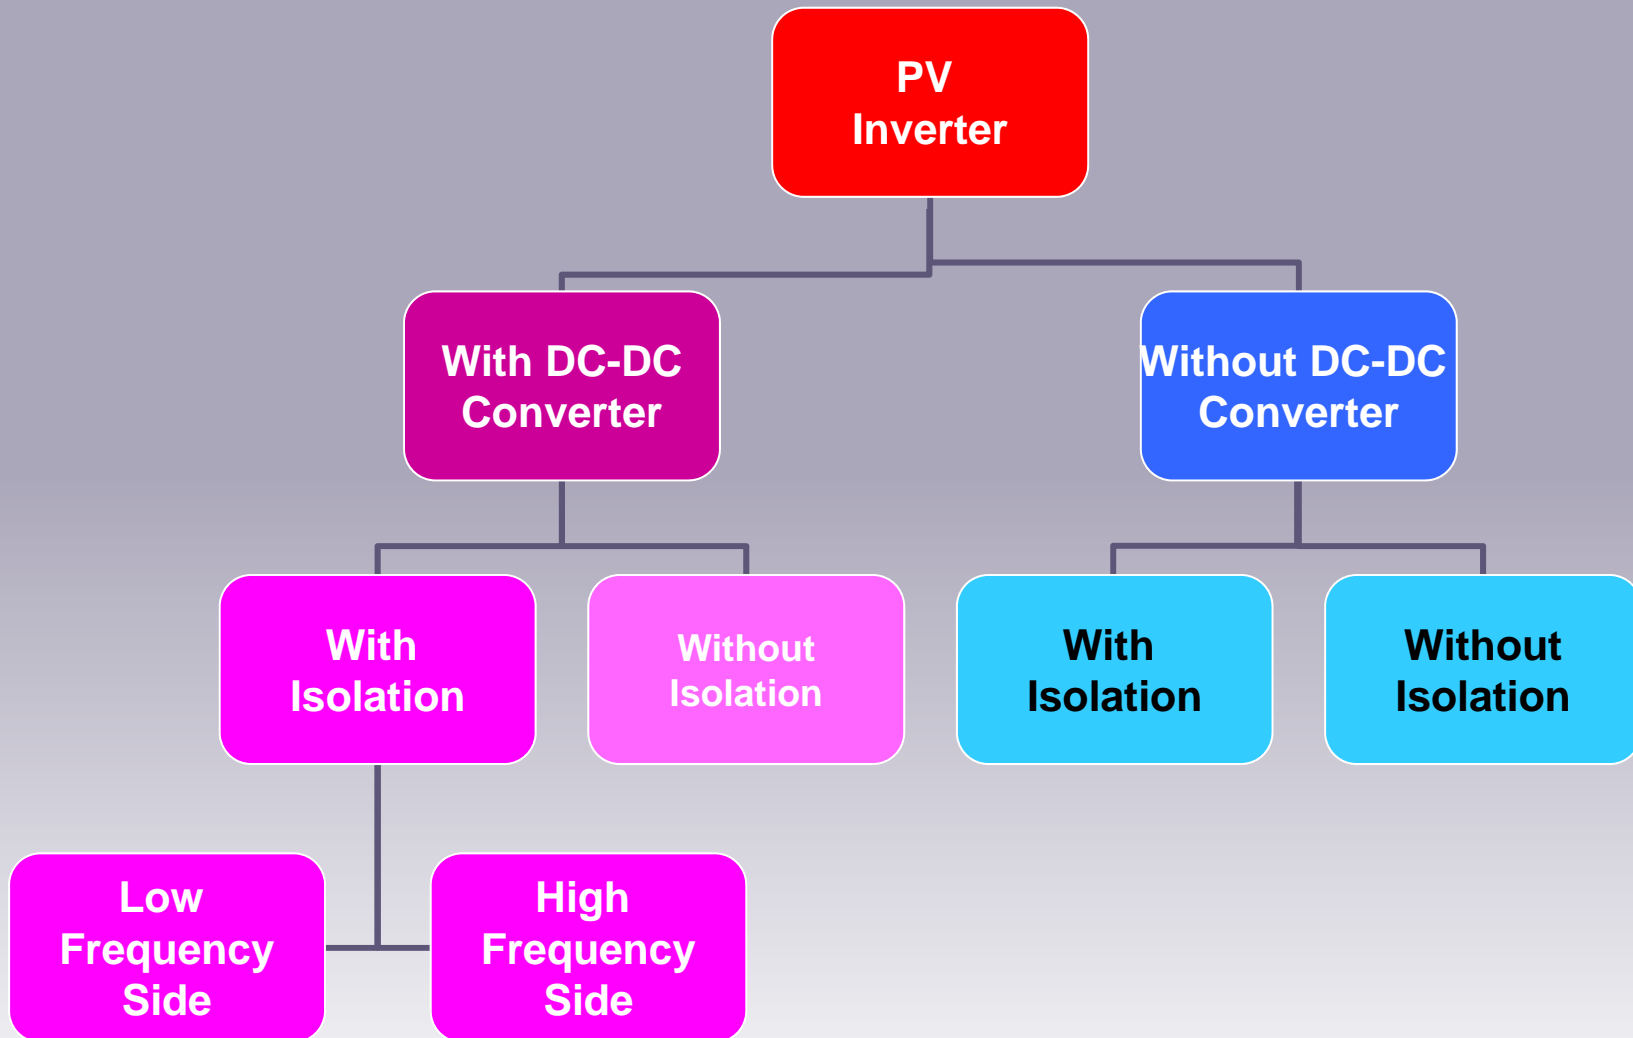 PV
Inverter
With DC-DC
Converter
Without DC-DC
Converter
With
Isolation
Without
Isolation
With
Isolation
Without
Isolation
Low
Frequency
Side
High
Frequency
Side